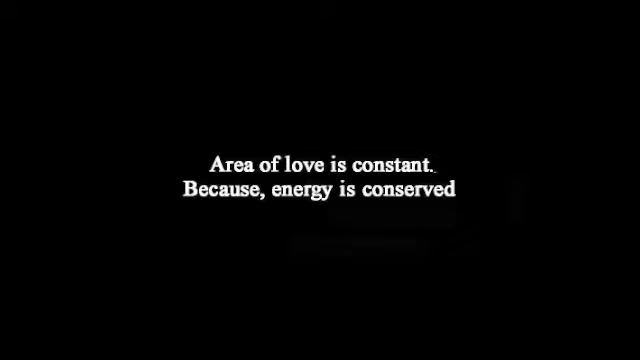 Area of love is constant.
Because, energy is conserved